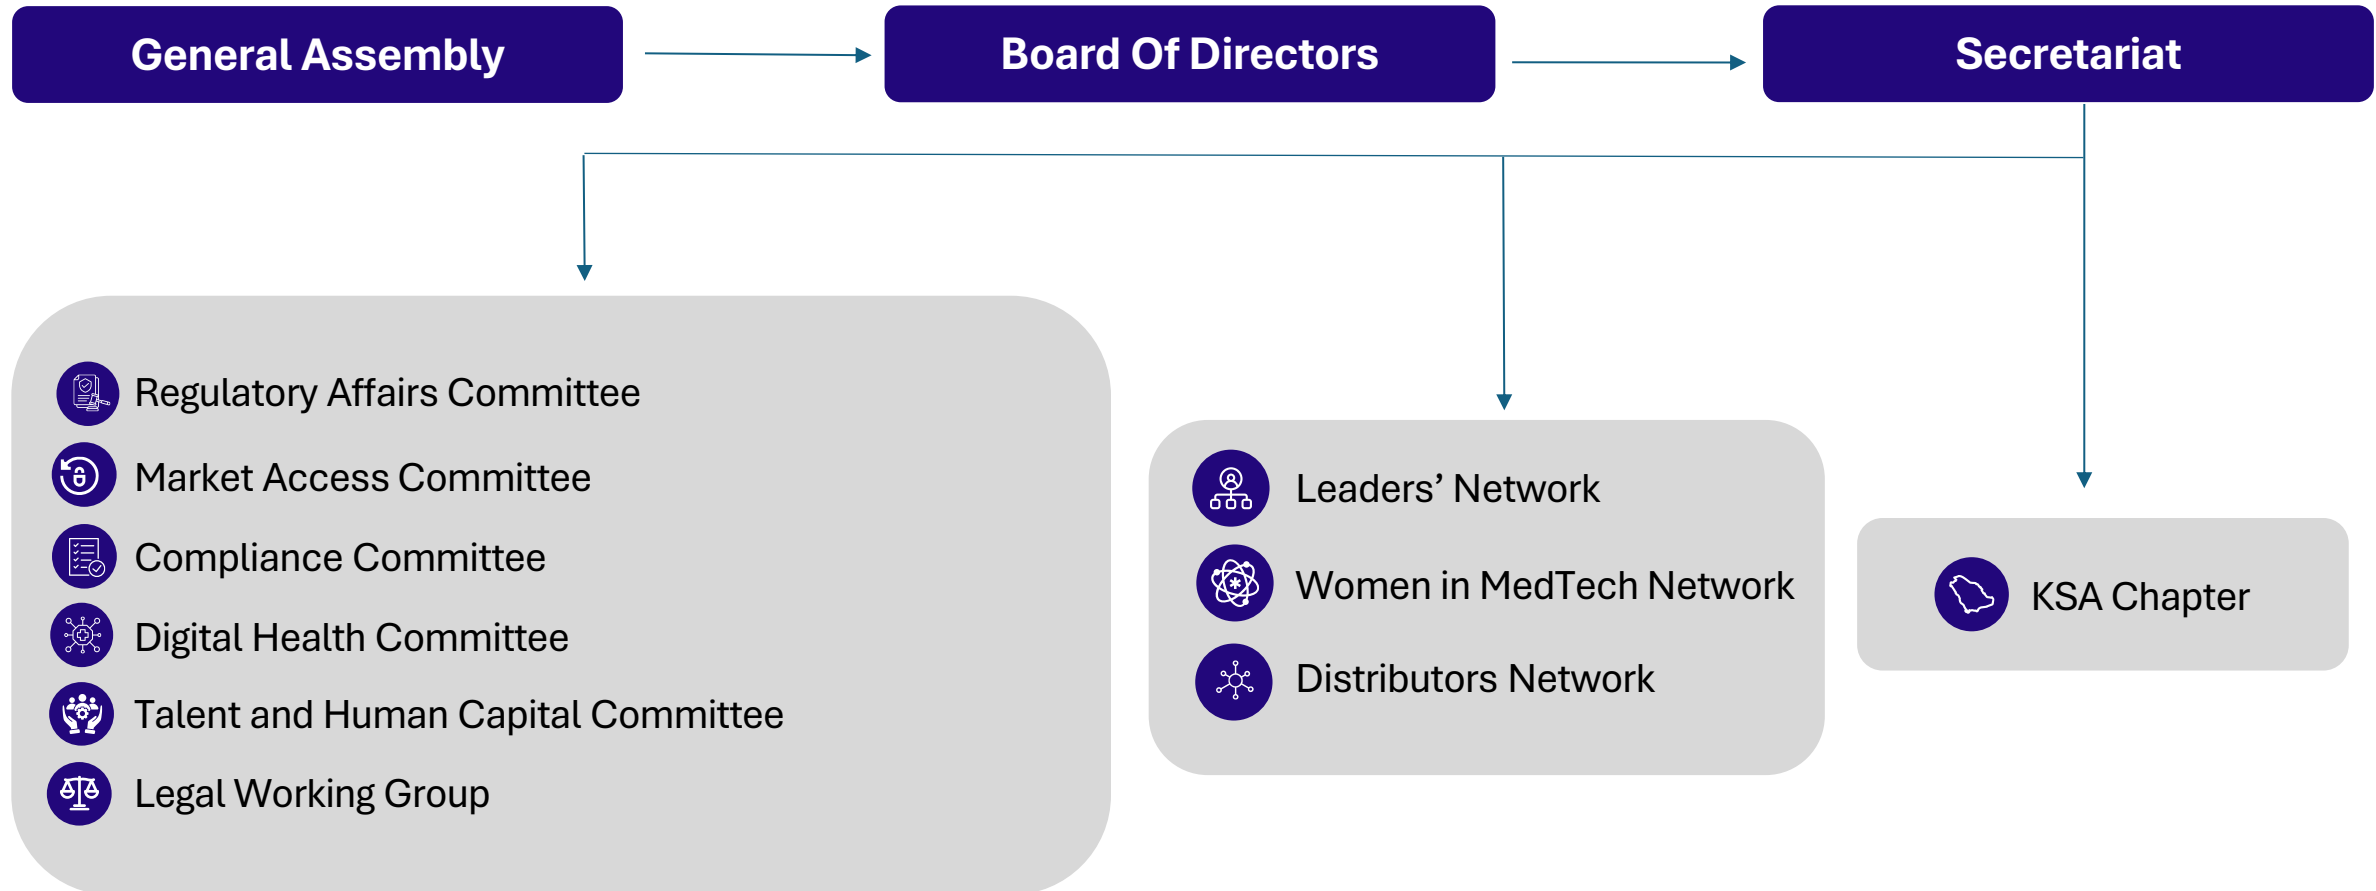 General Assembly
Board Of Directors
Secretariat
Regulatory Affairs Committee
Market Access Committee
Compliance Committee
Digital Health Committee
Talent and Human Capital Committee
Legal Working Group
Leaders’ Network
Women in MedTech Network
Distributors Network
KSA Chapter